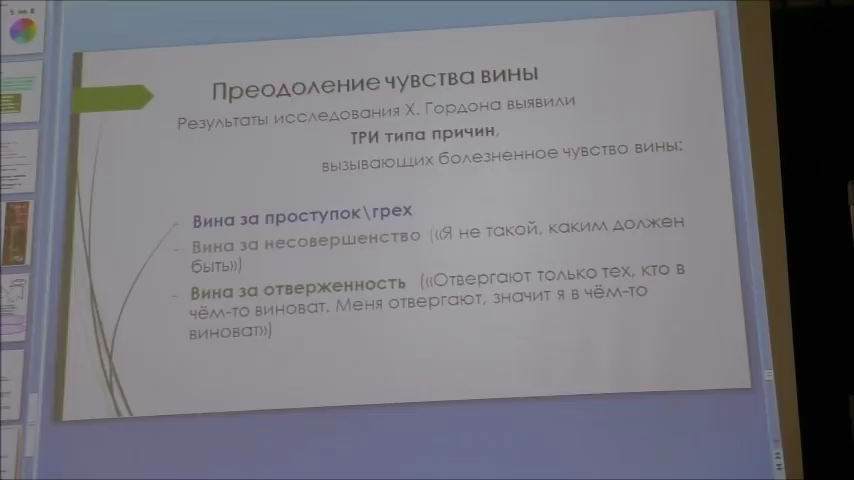 Преодоление чувства вины
Результаты исследования Х. Гордона выявили
ТРИ типа причин,
вызывающих болезненное чувство вины:
- Вина за проступок\грех
- Вина за несовершенство («Я не такой, каким должен
быть»)
- Вина за отверженность («Отвергают только тех, кто в
чём-то виноват. Меня отвергают, значит я в чём-то
виноват»)